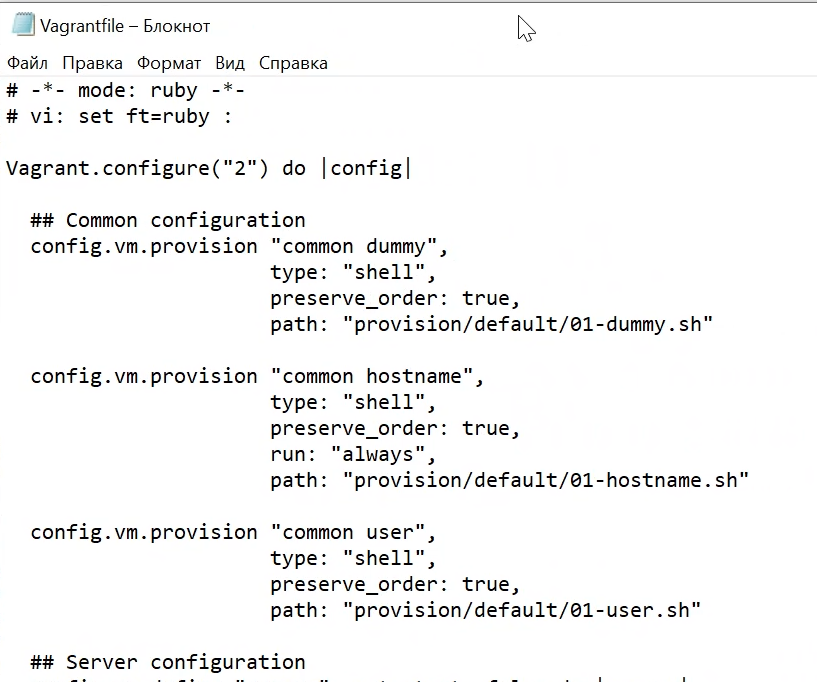 Vagrantfile – Блокнот
Файл Правка Формат Вид Справка
# -*- mode: ruby -*-
# vi: set ft=ruby :
Vagrant.configure("2") do |config|
## Common configuration
config.vm.provision "common dummy",
type: "shell",
preserve_order: true,
path: "provision/default/01-dummy.sh"
config.vm.provision "common hostname",
type: "shell",
preserve_order: true,
run: "always",
path: "provision/default/01-hostname.sh"
config.vm.provision "common user",
type: "shell",
preserve_order: true,
path: "provision/default/01-user.sh"
## Server configuration